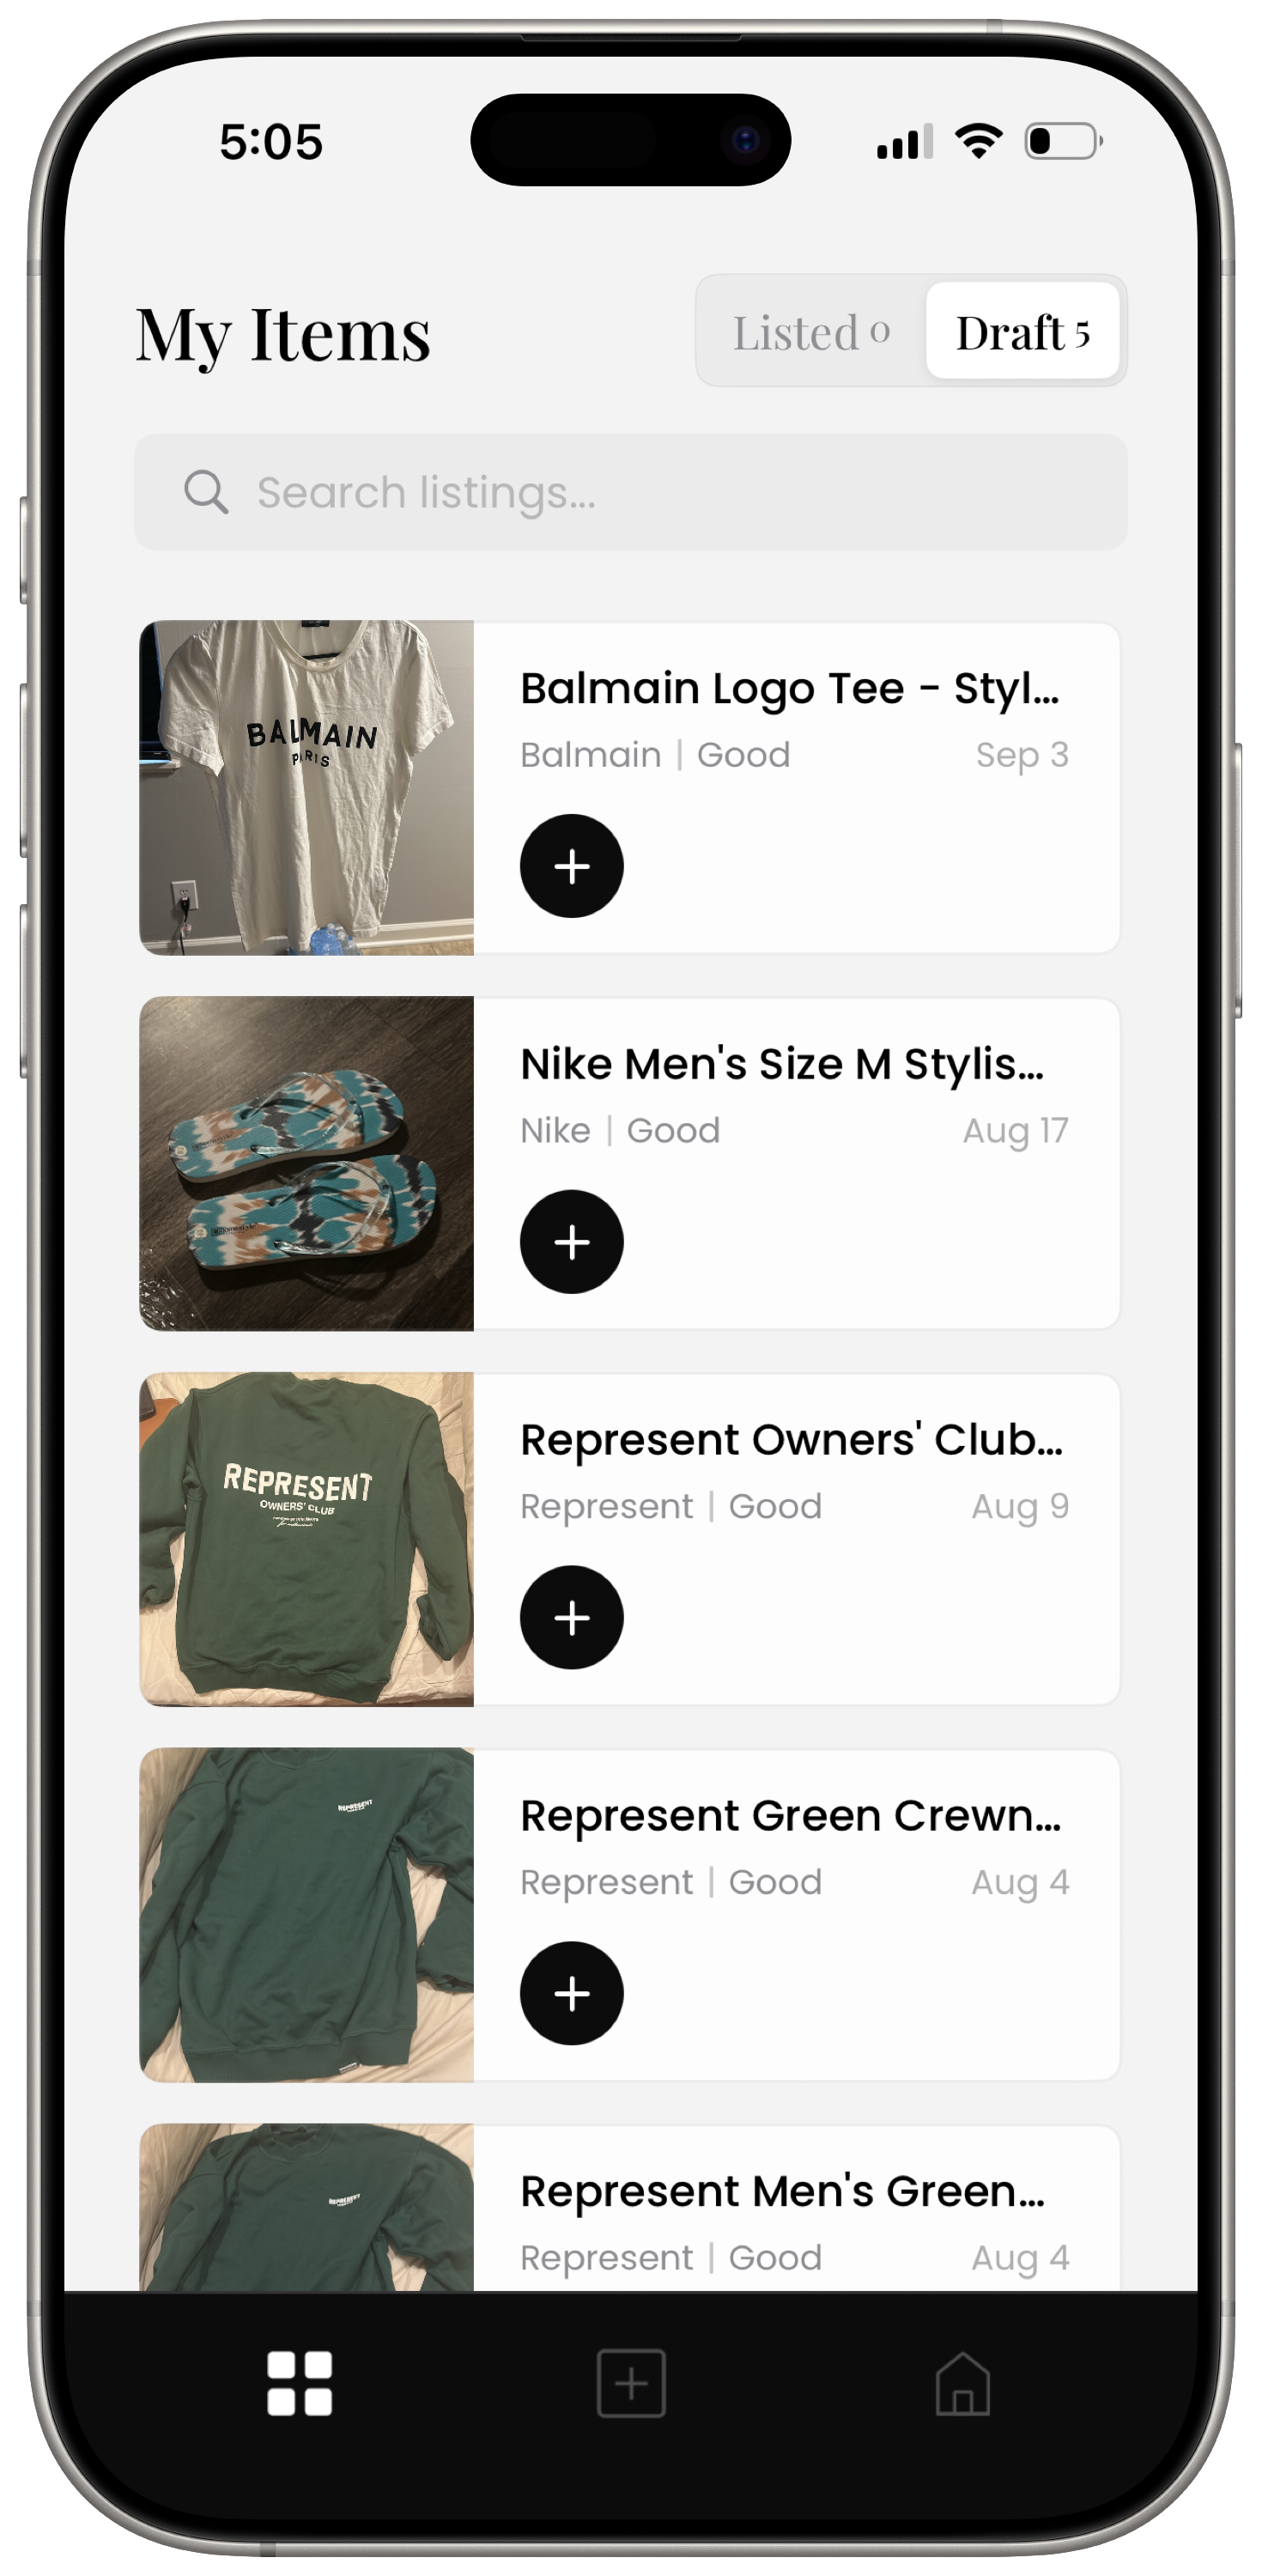 5:05
My Items
Listed 0
Draft 5
Search listings...
Balmain Logo Tee - Styl...
Balmain | Good
Sep 3
BALMAIN
PARIS
Nike Men's Size M Stylis...
Nike | Good
Aug 17
Represent Owners' Club...
Represent | Good
Aug 9
REPRESENT
OWNERS' CLUB
Represent Green Crewn...
Represent | Good
Aug 4
REPRESENT
Represent Men's Green...
Represent | Good
Aug 4
REPRESENT